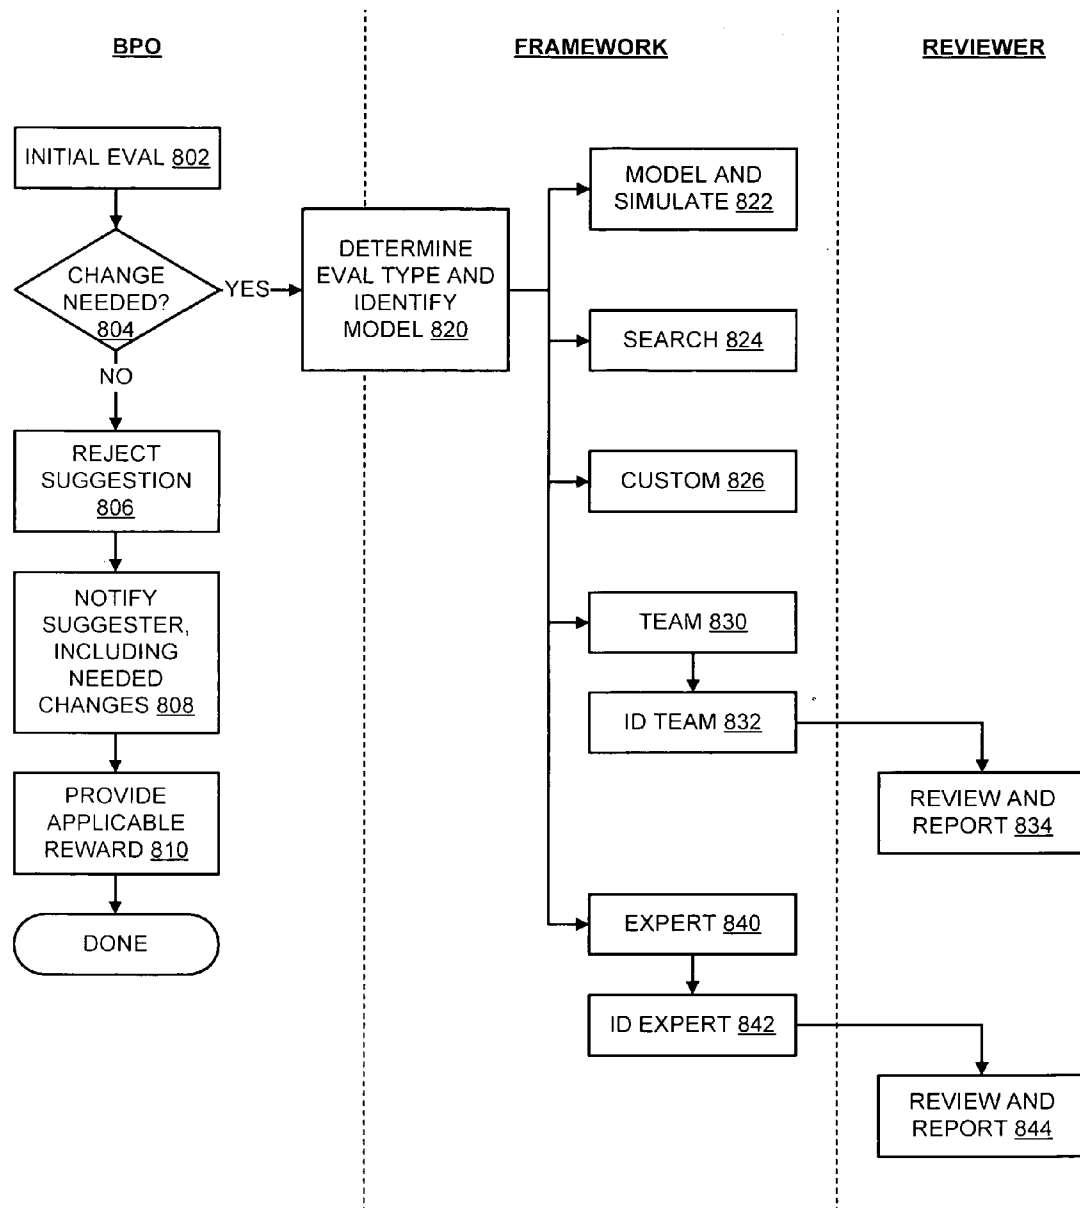 BPO
FRAMEWORK
REVIEWER
INITIAL EVAL 802
CHANGE
NEEDED?
804
YES
NO
REJECT
SUGGESTION
806
NOTIFY
SUGGESTER,
INCLUDING
NEEDED
CHANGES 808
PROVIDE
APPLICABLE
REWARD 810
DONE
DETERMINE
EVAL TYPE AND
IDENTIFY
MODEL 820
MODEL AND
SIMULATE 822
SEARCH 824
CUSTOM 826
TEAM 830
ID TEAM 832
EXPERT 840
ID EXPERT 842
REVIEW AND
REPORT 834
REVIEW AND
REPORT 844